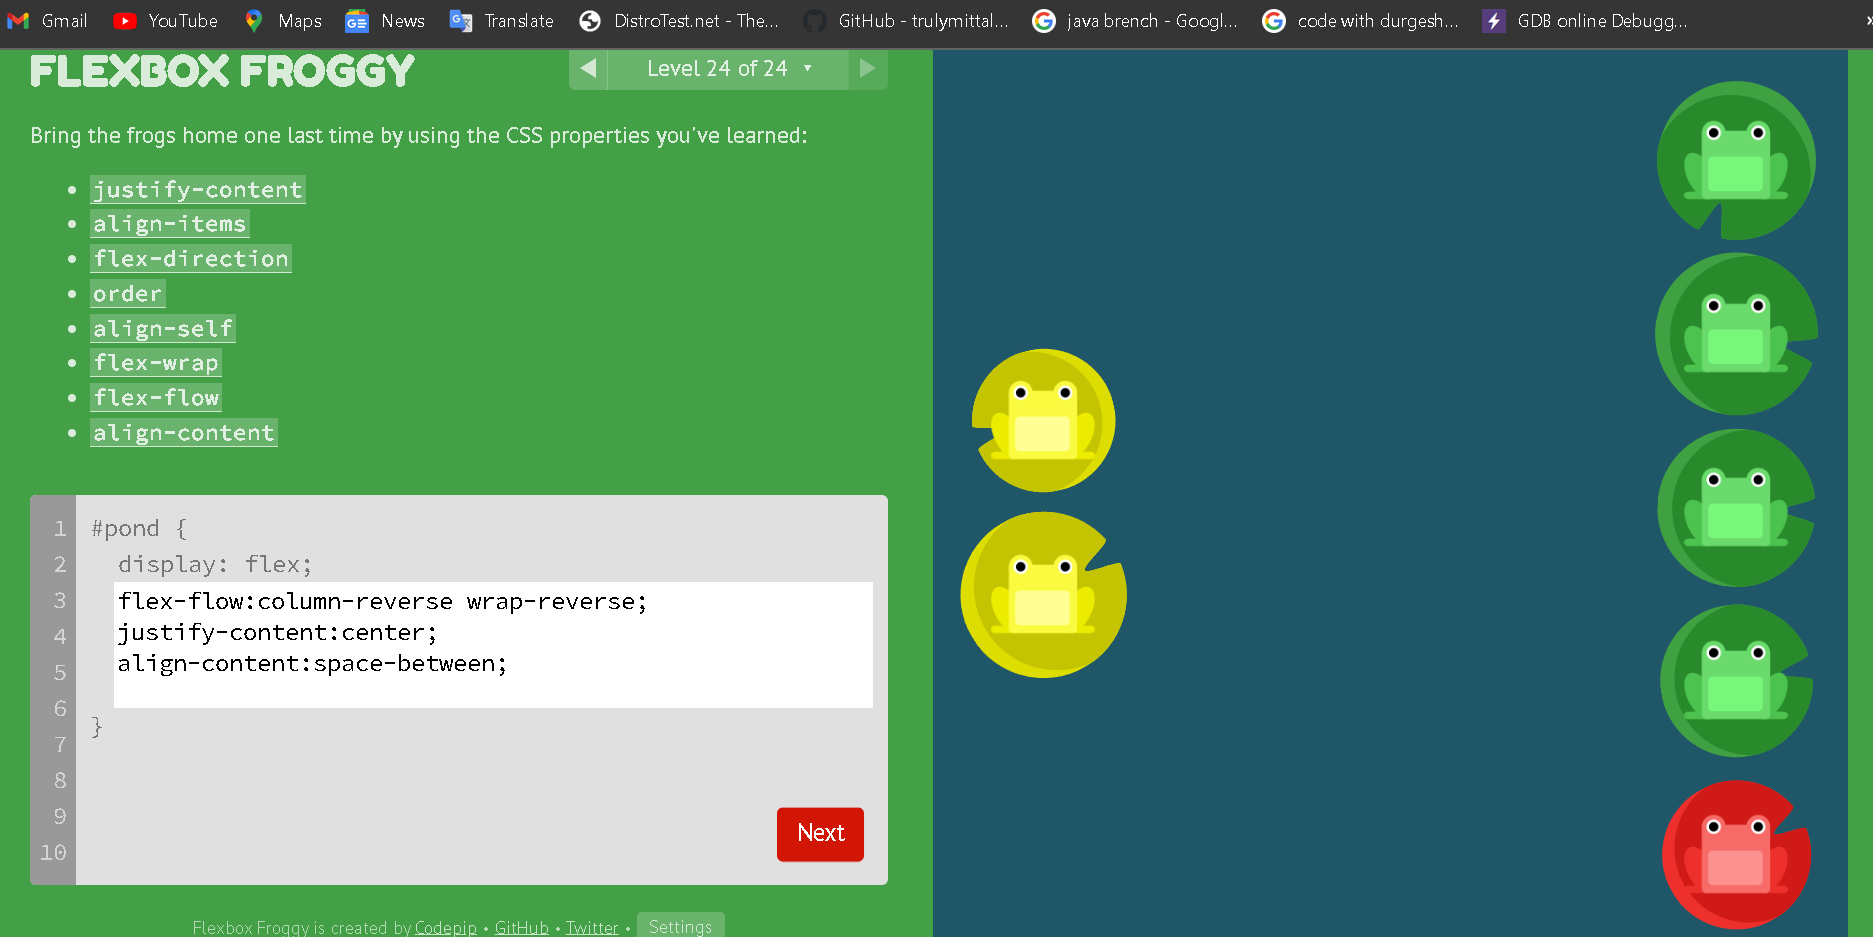 Gmail YouTube Maps News Translate DistroTest.net - The... GitHub - trulymittal... java brench - Googl... code with durgesh... GDB online Debugg... »
FLEXBOX FROGGY
◀ Level 24 of 24 ▼ ▶
Bring the frogs home one last time by using the CSS properties you've learned:
• justify-content
• align-items
• flex-direction
• order
• align-self
• flex-wrap
• flex-flow
• align-content
1 #pond {
2 display: flex;
3 flex-flow:column-reverse wrap-reverse;
4 justify-content:center;
5 align-content:space-between;
6
7 }
8
9
10
Next
Flexbox Froggy is created by Codepip • GitHub • Twitter • Settings